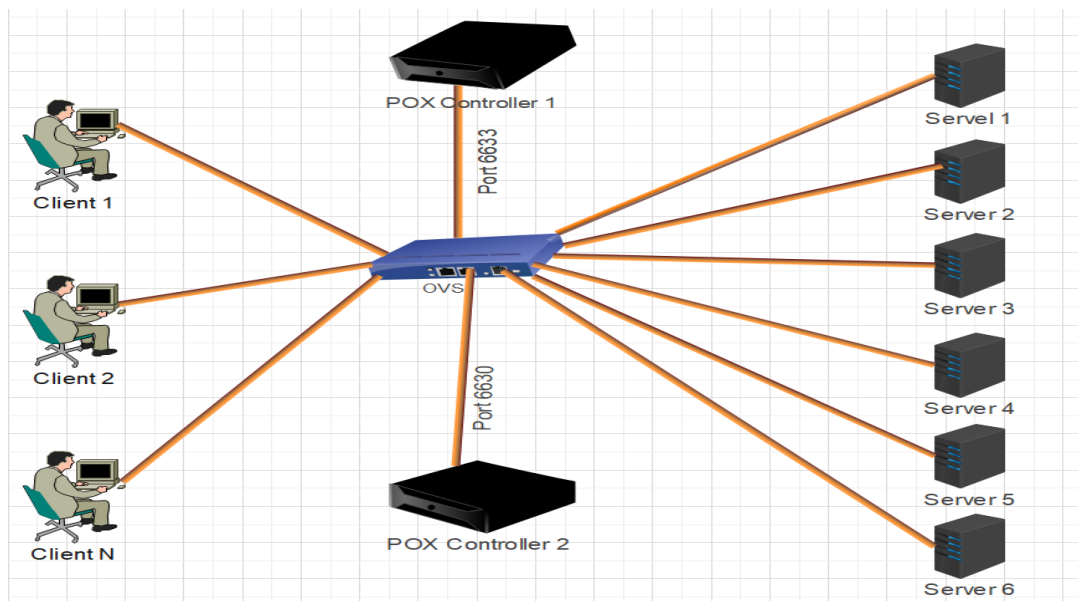 POX Controller 1
Port 6633
Client 1
Servel 1
Server 2
OVS
Client 2
Server 3
Port 6630
Server 4
Client N
POX Controller 2
Server 5
Server 6